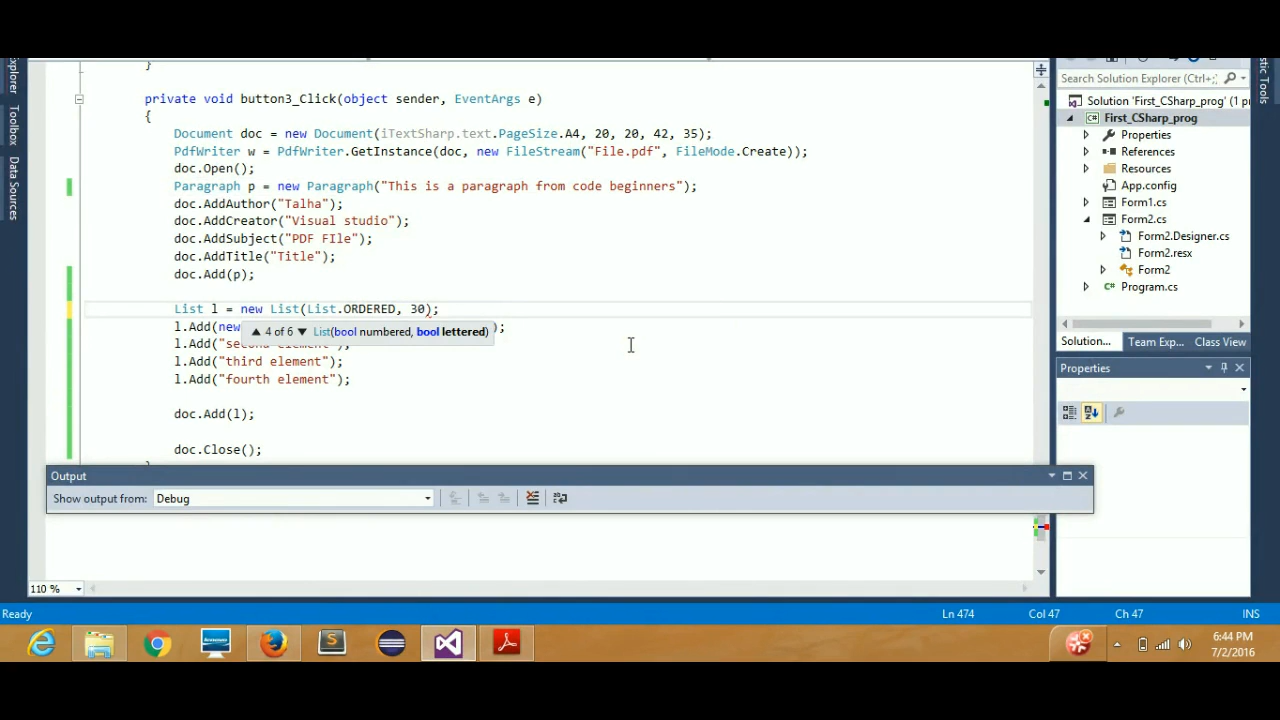 }
private void button3_Click(object sender, EventArgs e)
{
Document doc = new Document(iTextSharp.text.PageSize.A4, 20, 20, 42, 35);
PdfWriter w = PdfWriter.GetInstance(doc, new FileStream("File.pdf", FileMode.Create));
doc.Open();
Paragraph p = new Paragraph("This is a paragraph from code beginners");
doc.AddAuthor("Talha");
doc.AddCreator("Visual studio");
doc.AddSubject("PDF FIle");
doc.AddTitle("Title");
doc.Add(p);
List l = new List(List.ORDERED, 30);
l.Add(new );
4 of 6 List(bool numbered, bool lettered)
l.Add("second element");
l.Add("third element");
l.Add("fourth element");
doc.Add(l);
doc.Close();
Output
Show output from: Debug
110 %
Ready
Ln 474 Col 47 Ch 47 INS
Toolbox
Data Sources
Search Solution Explorer (Ctrl+;)
Solution 'First_CSharp_prog' (1 p
First_CSharp_prog
Properties
References
Resources
App.config
Form1.cs
Form2.cs
Form2.Designer.cs
Form2.resx
Form2
Program.cs
Solution... Team Exp... Class View
Properties
6:44 PM
7/2/2016